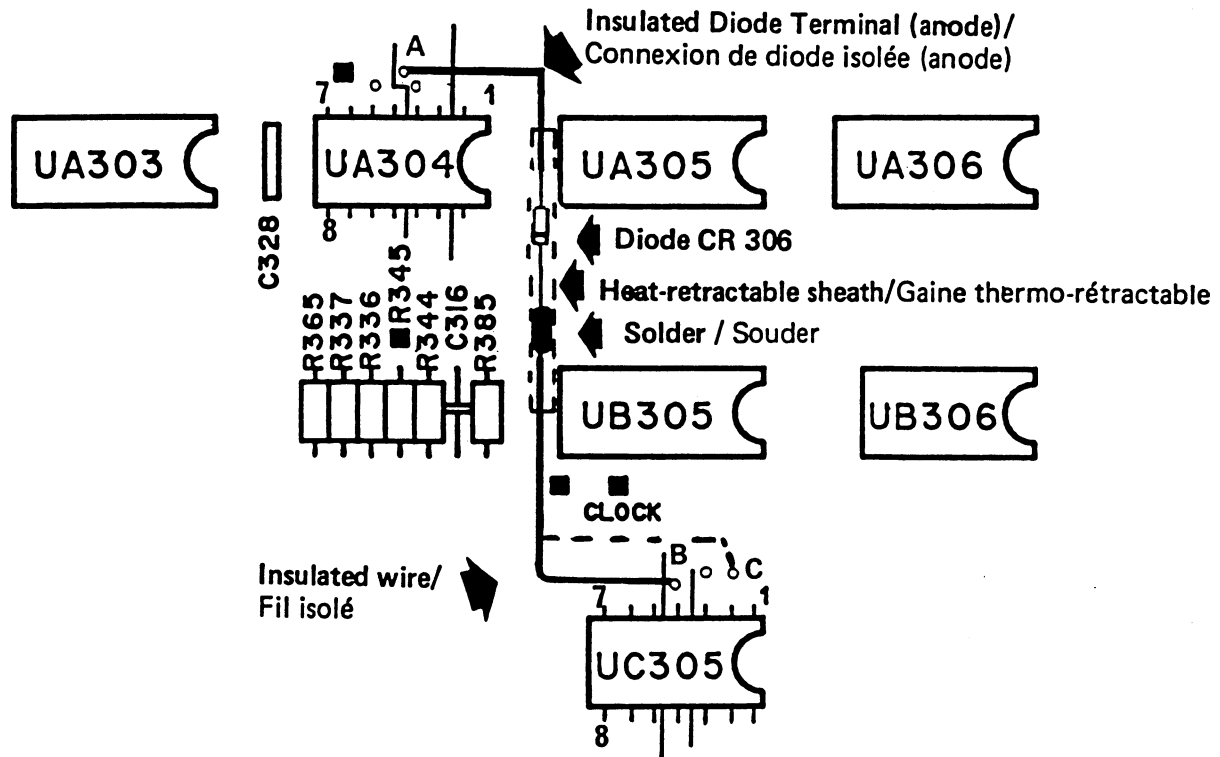 Insulated Diode Terminal (anode)/
Connexion de diode isolée (anode)
A
7
1
UA303
UA304
UA305
UA306
8
C328
Diode CR 306
Heat-retractable sheath/Gaine thermo-rétractable
Solder / Souder
R365
R337
R336
R345
R344
C316
R385
UB305
UB306
CLOCK
B
C
Insulated wire/
Fil isolé
7
1
UC305
8